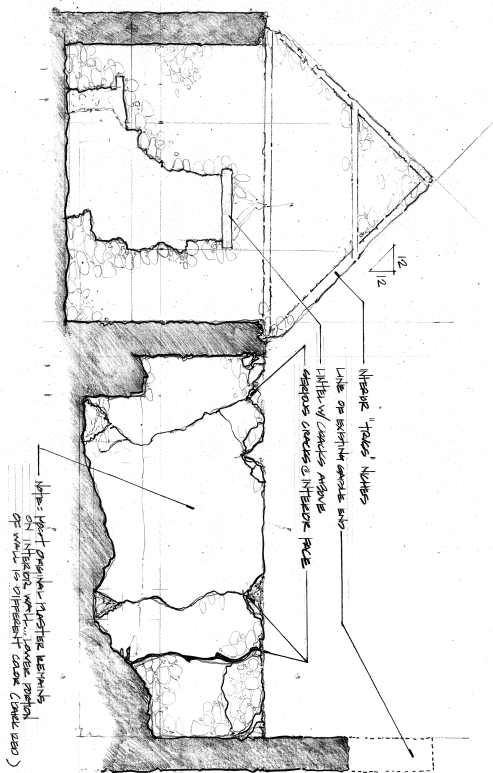 12
12
INTERIOR "TRUSS" NICHES
LINE OF EXISTING GABLE END
LINTEL W/ CRACKS ABOVE
SERIOUS CRACKS @ INTERIOR FACE
NOTE: MOST ORIGINAL PLASTER REMAINS
ON INTERIOR WALL... LOWER PORTION
OF WALL IS DIFFERENT COLOR (DARK RED)